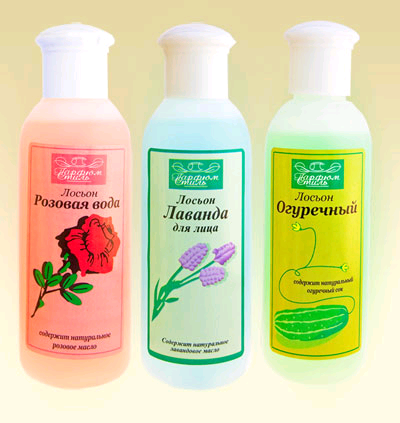 Парфюм
Стиль
Лосьон
Розовая вода
содержит натуральное
розовое масло
Парфюм
Стиль
Лосьон
Лаванда
для лица
Содержит натуральное
лавандовое масло
Парфюм
Стиль
Лосьон
Огуречный
содержит натуральный
огуречный сок